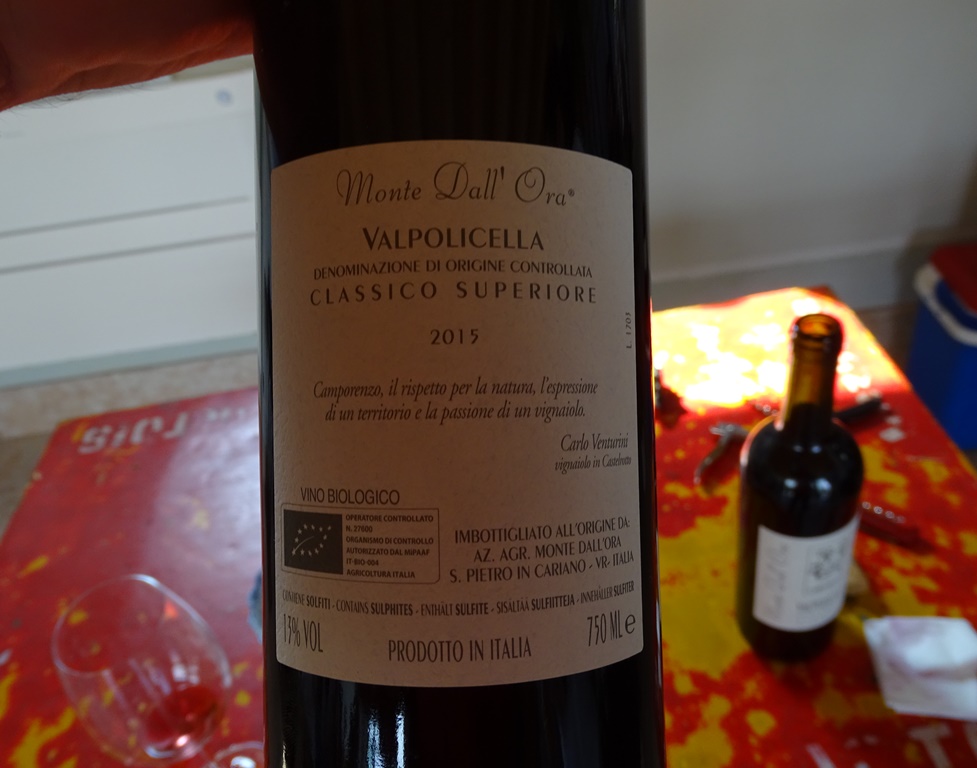 Monte Dall' Ora®
VALPOLICELLA
DENOMINAZIONE DI ORIGINE CONTROLLATA
CLASSICO SUPERIORE
2015
L. 1701
Camporenzo, il rispetto per la natura, l'espressione
di un territorio e la passione di un vignaiolo.
Carlo Venturini
vignaiolo in Castelrotto
VINO BIOLOGICO
OPERATORE CONTROLLATO
N. 27600
ORGANISMO DI CONTROLLO
AUTORIZZATO DAL MIPAAF
IT-BIO-004
AGRICOLTURA ITALIA
IMBOTTIGLIATO ALL'ORIGINE DA:
AZ. AGR. MONTE DALL'ORA
S. PIETRO IN CARIANO - VR- ITALIA
CONTIENE SOLFITI - CONTAINS SULPHITES - ENTHÄLT SULFITE - SISÄLTÄÄ SULFIITTEJA - INNEHÅLLER SULFITER
13% VOL
PRODOTTO IN ITALIA
750 ML e